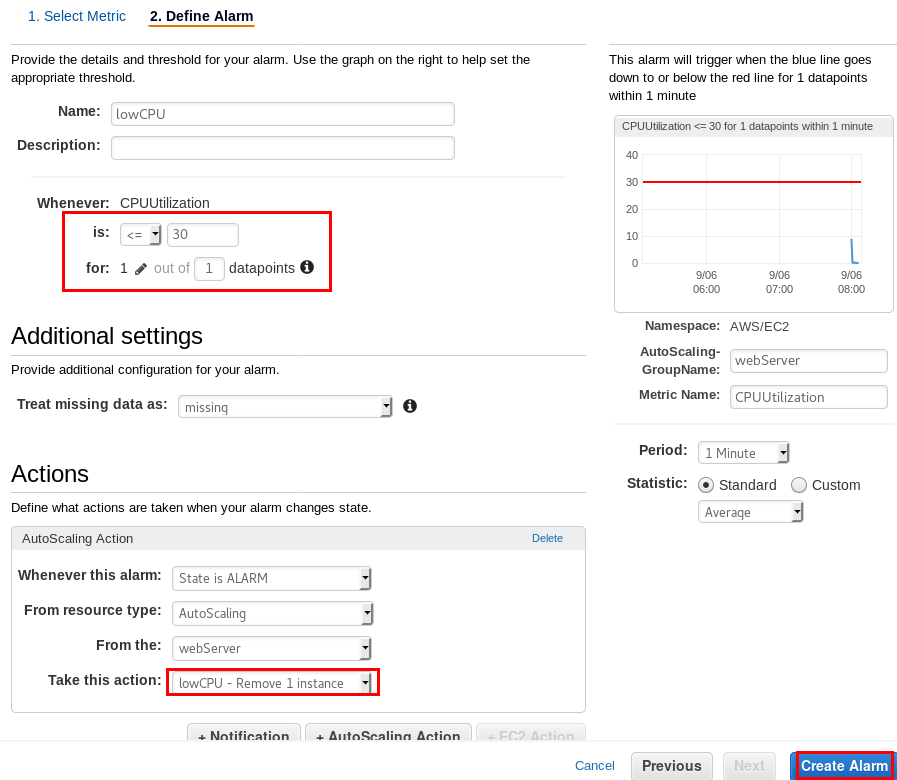 1. Select Metric 2. Define Alarm
Provide the details and threshold for your alarm. Use the graph on the right to help set the
appropriate threshold.
Name: lowCPU
Description:
Whenever: CPUUtilization
is: <= 30
for: 1 out of 1 datapoints
Additional settings
Provide additional configuration for your alarm.
Treat missing data as: missing
Actions
Define what actions are taken when your alarm changes state.
AutoScaling Action Delete
Whenever this alarm: State is ALARM
From resource type: AutoScaling
From the: webServer
Take this action: lowCPU - Remove 1 instance
+ Notification + AutoScaling Action + EC2 Action
This alarm will trigger when the blue line goes
down to or below the red line for 1 datapoints
within 1 minute
CPUUtilization <= 30 for 1 datapoints within 1 minute
40
30
20
10
0
9/06 9/06 9/06
06:00 07:00 08:00
Namespace: AWS/EC2
AutoScaling-
GroupName: webServer
Metric Name: CPUUtilization
Period: 1 Minute
Statistic: Standard Custom
Average
Cancel Previous Next Create Alarm